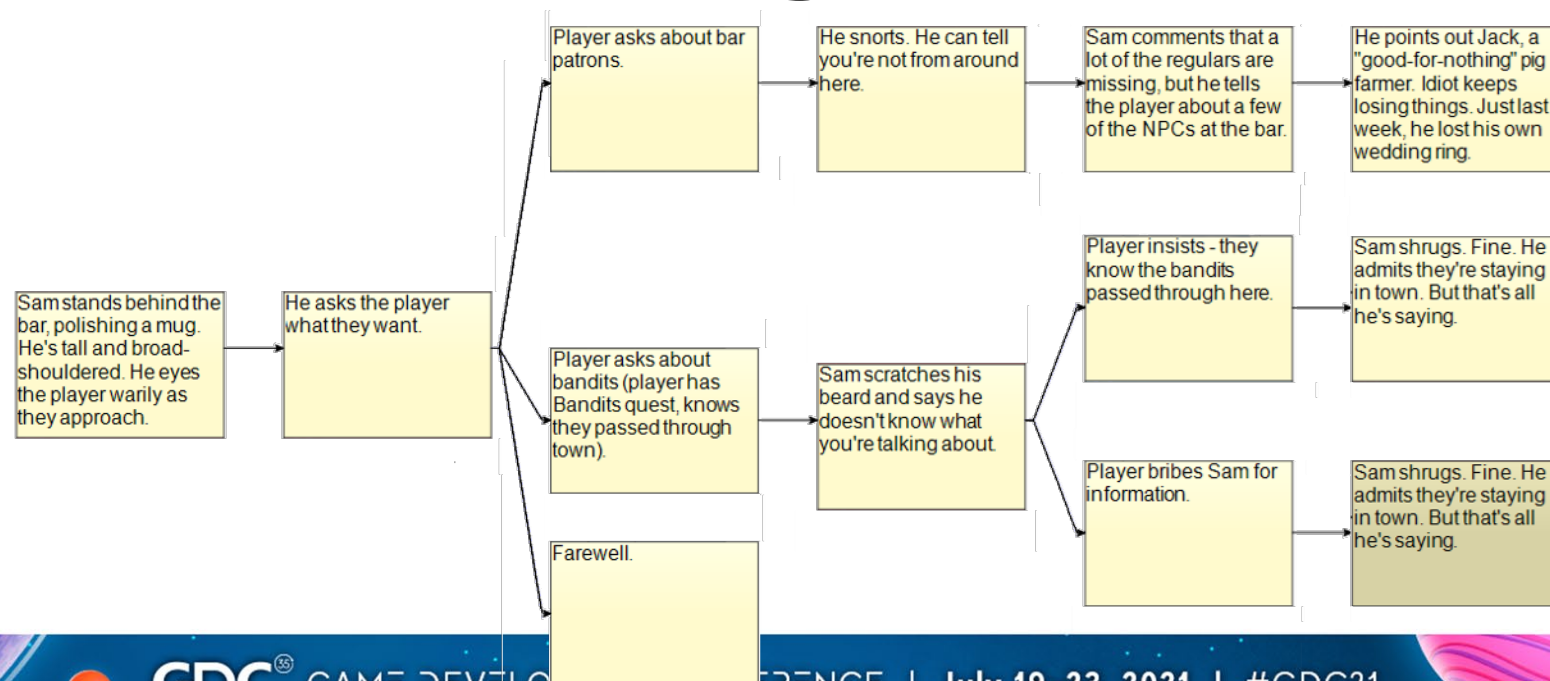 Player asks about bar
patrons.
He snorts. He can tell
you're not from around
here.
Sam comments that a
lot of the regulars are
missing, but he tells
the player about a few
of the NPCs at the bar.
He points out Jack, a
"good-for-nothing" pig
farmer. Idiot keeps
losing things. Just last
week, he lost his own
wedding ring.
Sam stands behind the
bar, polishing a mug.
He's tall and broad-
shouldered. He eyes
the player warily as
they approach.
He asks the player
what they want.
Player asks about
bandits (player has
Bandits quest, knows
they passed through
town).
Sam scratches his
beard and says he
doesn't know what
you're talking about.
Player insists - they
know the bandits
passed through here.
Sam shrugs. Fine. He
admits they're staying
in town. But that's all
he's saying.
Player bribes Sam for
information.
Sam shrugs. Fine. He
admits they're staying
in town. But that's all
he's saying.
Farewell.
GDC 35 GAME DEVELO ERENCE | July 19-23, 2021 | #GDC21